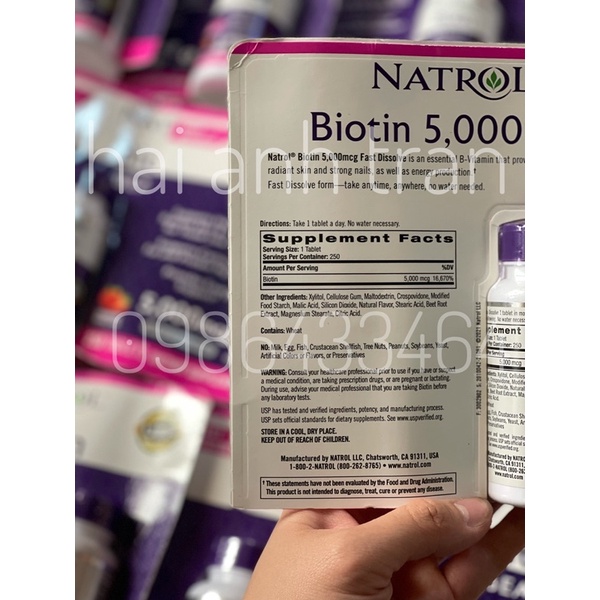 NATROL
Biotin 5,000
Natrol® Biotin 5,000mcg Fast Dissolve is an essential B-Vitamin that
radiant skin and strong nails, as well as energy production.†
Fast Dissolve form—take anytime, anywhere, no water needed.
hai anh tran
Directions: Take 1 tablet a day. No water necessary.
Supplement Facts
Serving Size: 1 Tablet
Servings Per Container: 250
Amount Per Serving %DV
Biotin 5,000 mcg 16,670%
Other Ingredients: Xylitol, Cellulose Gum, Maltodextrin, Crospovidone, Modified
Food Starch, Malic Acid, Silicon Dioxide, Natural Flavor, Stearic Acid, Beet Root
Extract, Magnesium Stearate, Citric Acid.
Contains: Wheat
0986433464
NO: Milk, Egg, Fish, Crustacean Shellfish, Tree Nuts, Peanuts, Soybeans, Yeast,
Artificial Colors or Flavors, or Preservatives
WARNING: Consult your healthcare professional prior to use if you have
a medical condition, are taking prescription drugs, or are pregnant or lactating.
During use, advise your medical professional that you are taking Biotin before
any laboratory tests.
USP has tested and verified ingredients, potency, and manufacturing process.
USP sets official standards for dietary supplements. See www.uspverified.org.
STORE IN A COOL, DRY PLACE.
KEEP OUT OF REACH OF CHILDREN.
Manufactured by NATROL LLC, Chatsworth, CA 91311, USA
1-800-2-NATROL (800-262-8765) • www.natrol.com
† These statements have not been evaluated by the Food and Drug Administration.
This product is not intended to diagnose, treat, cure or prevent any disease.